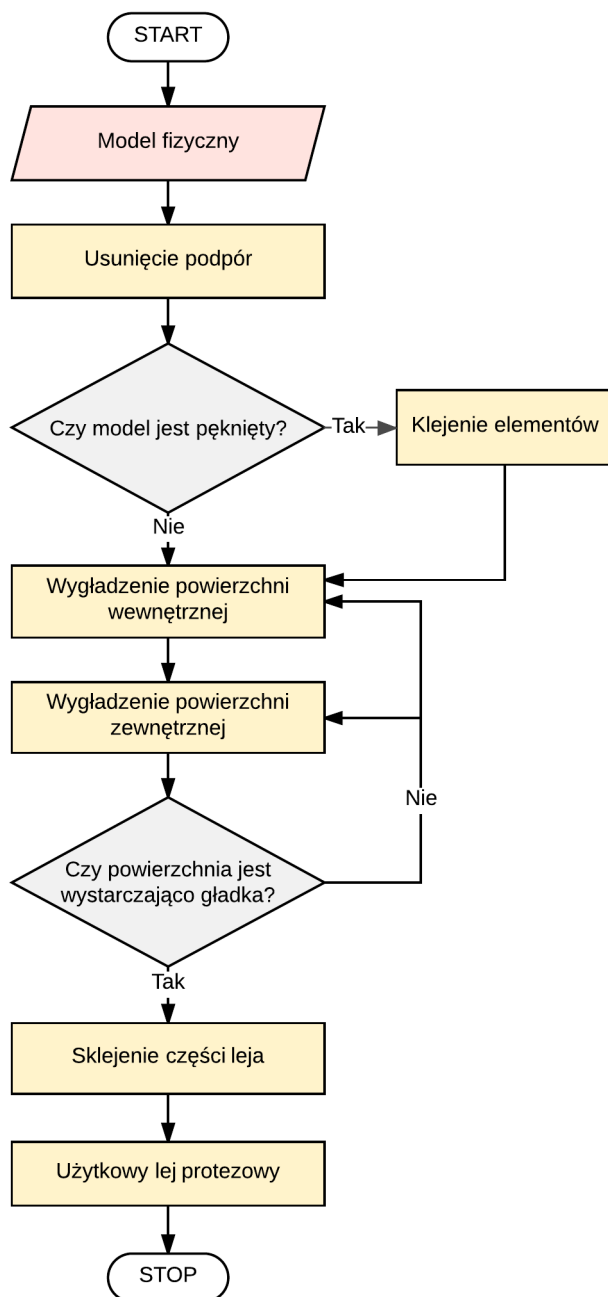 START
Model fizyczny
Usunięcie podpór
Czy model jest pęknięty?
Tak
Klejenie elementów
Nie
Wygładzenie powierzchni
wewnętrznej
Wygładzenie powierzchni
zewnętrznej
Nie
Czy powierzchnia jest
wystarczająco gładka?
Tak
Sklejenie części leja
Użytkowy lej protezowy
STOP